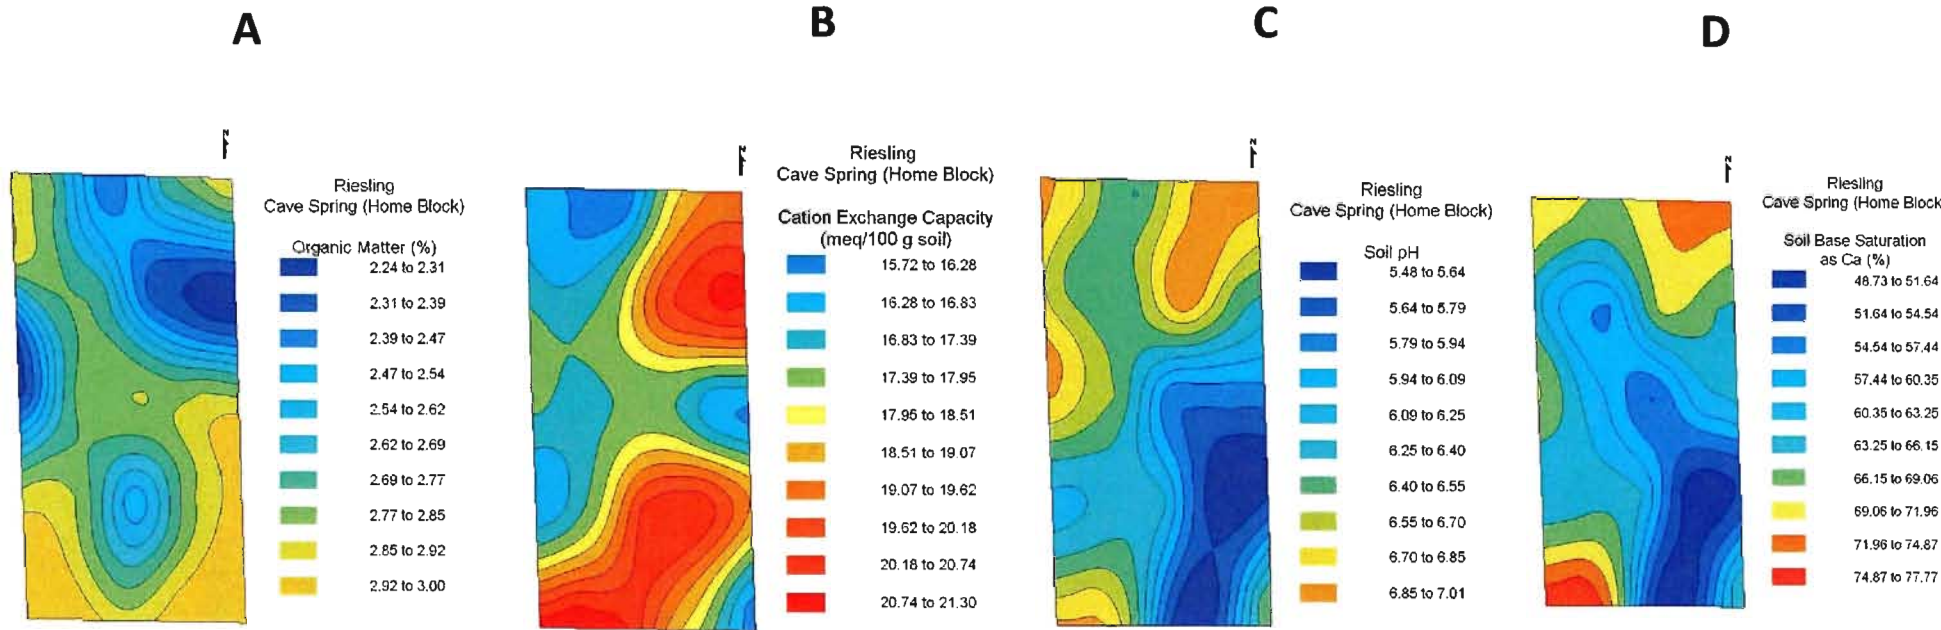 A
B
C
D
N
Riesling
Cave Spring (Home Block)
Organic Matter (%)
2.24 to 2.31
2.31 to 2.39
2.39 to 2.47
2.47 to 2.54
2.54 to 2.62
2.62 to 2.69
2.69 to 2.77
2.77 to 2.85
2.85 to 2.92
2.92 to 3.00
N
Riesling
Cave Spring (Home Block)
Cation Exchange Capacity
(meq/100 g soil)
15.72 to 16.28
16.28 to 16.83
16.83 to 17.39
17.39 to 17.95
17.95 to 18.51
18.51 to 19.07
19.07 to 19.62
19.62 to 20.18
20.18 to 20.74
20.74 to 21.30
N
Riesling
Cave Spring (Home Block)
Soil pH
5.48 to 5.64
5.64 to 5.79
5.79 to 5.94
5.94 to 6.09
6.09 to 6.25
6.25 to 6.40
6.40 to 6.55
6.55 to 6.70
6.70 to 6.85
6.85 to 7.01
N
Riesling
Cave Spring (Home Block
Soil Base Saturation
as Ca (%)
48.73 to 51.64
51.64 to 54.54
54.54 to 57.44
57.44 to 60.35
60.35 to 63.25
63.25 to 66.15
66.15 to 69.06
69.06 to 71.96
71.96 to 74.87
74.87 to 77.77